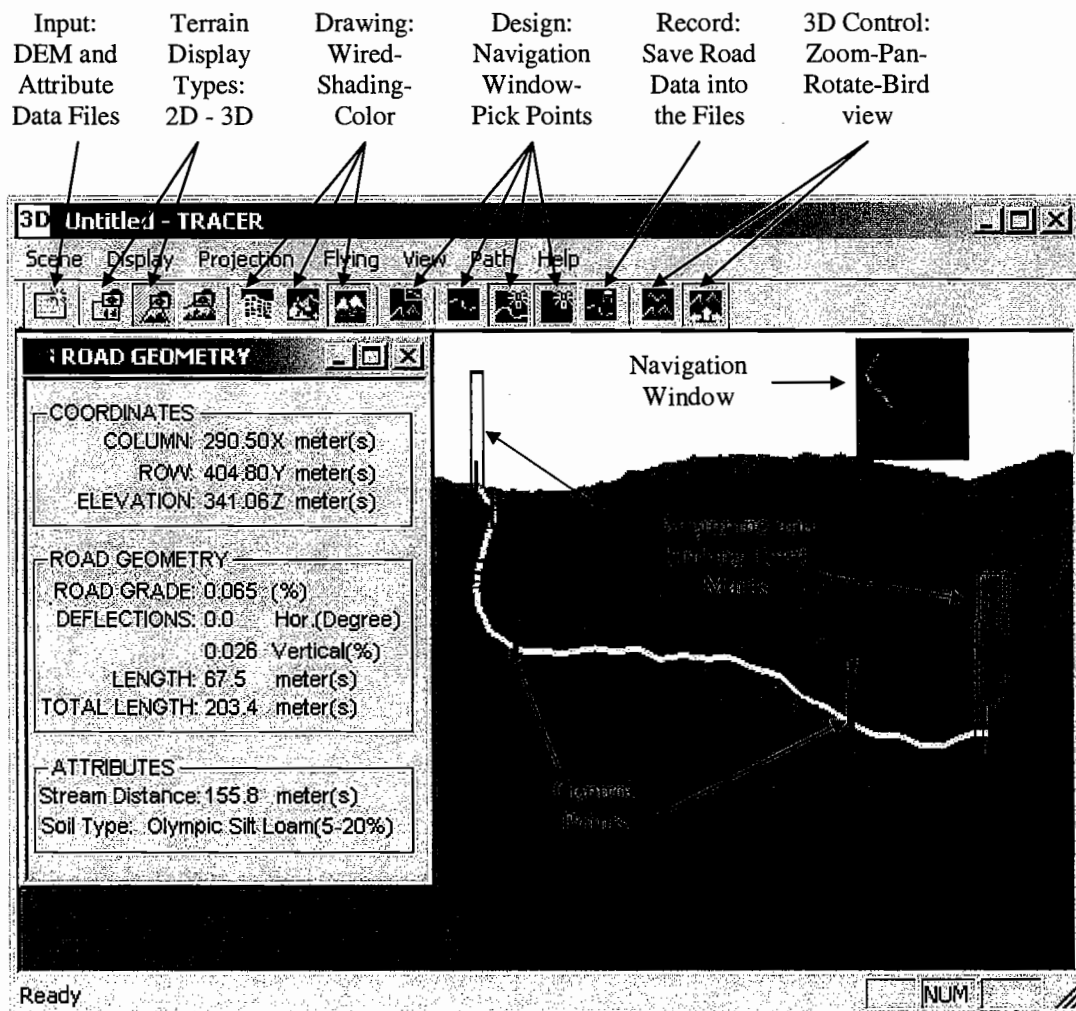 Input:
DEM and
Attribute
Data Files
Terrain
Display
Types:
2D - 3D
Drawing:
Wired-
Shading-
Color
Design:
Navigation
Window-
Pick Points
Record:
Save Road
Data into
the Files
3D Control:
Zoom-Pan-
Rotate-Bird
view
3D Untitled - TRACER
Scene Display Projection Flying View Path Help
ROAD GEOMETRY
COORDINATES
COLUMN: 290.50X meter(s)
ROW: 404.80Y meter(s)
ELEVATION: 341.06Z meter(s)
ROAD GEOMETRY
ROAD GRADE: 0.065 (%)
DEFLECTIONS: 0.0 Hor.(Degree)
0.026 Vertical(%)
LENGTH: 67.5 meter(s)
TOTAL LENGTH: 203.4 meter(s)
ATTRIBUTES
Stream Distance: 155.8 meter(s)
Soil Type: Olympic Silt Loam(5-20%)
Navigation
Window
Points
Ready
NUM